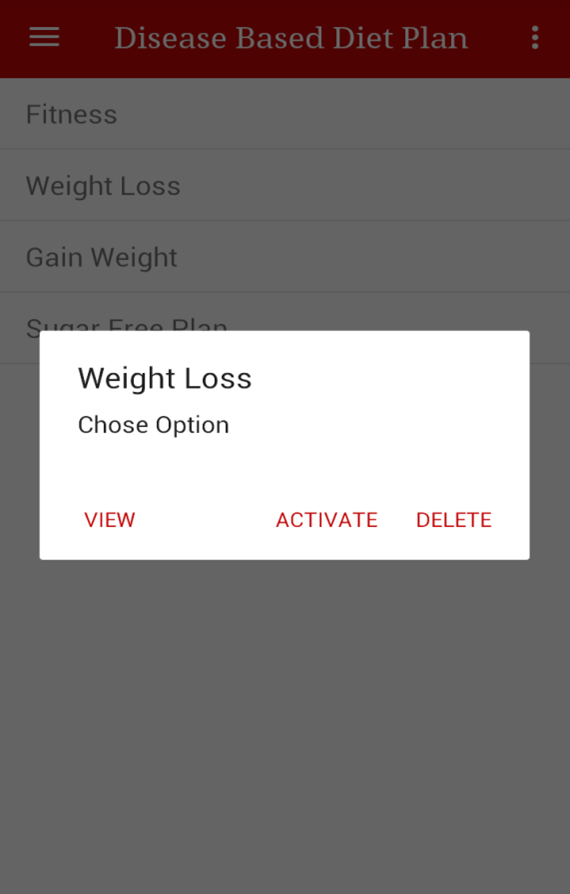 Disease Based Diet Plan
Fitness
Weight Loss
Gain Weight
Sugar Free Plan
Weight Loss
Chose Option
VIEW ACTIVATE DELETE